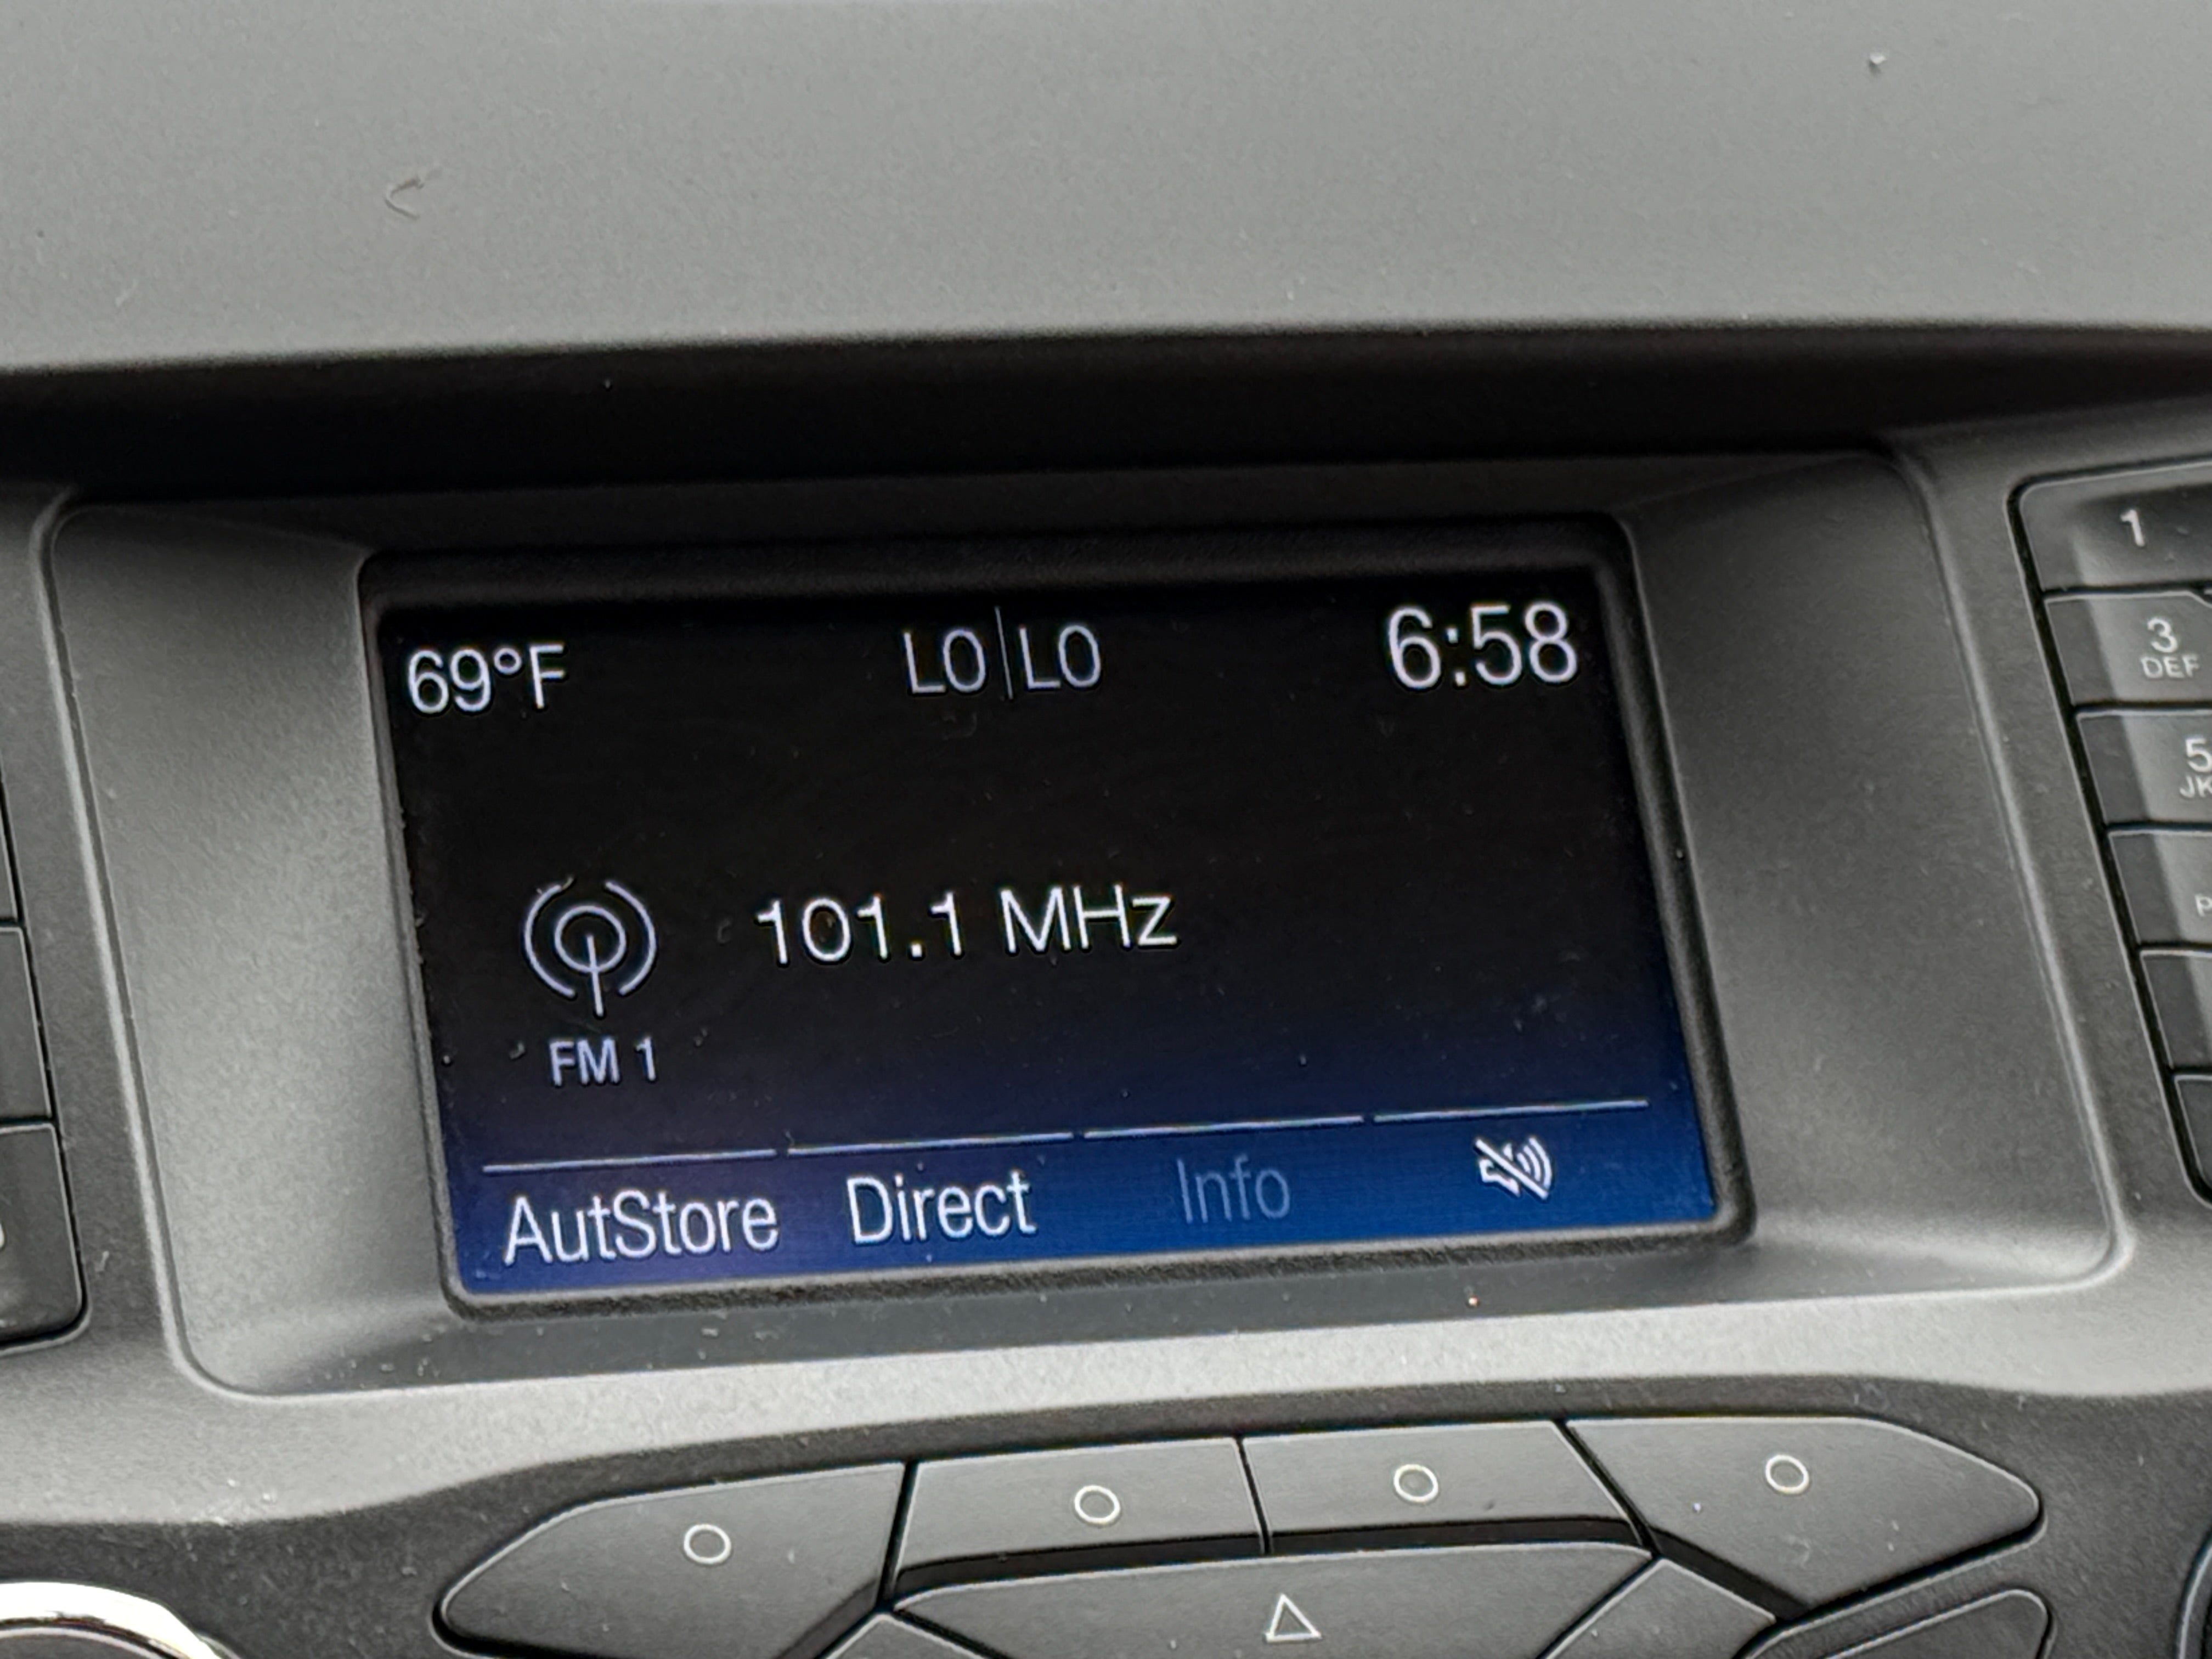 69°F LO|LO 6:58
101.1 MHz
FM 1
AutStore Direct Info
1
3
DEF
5